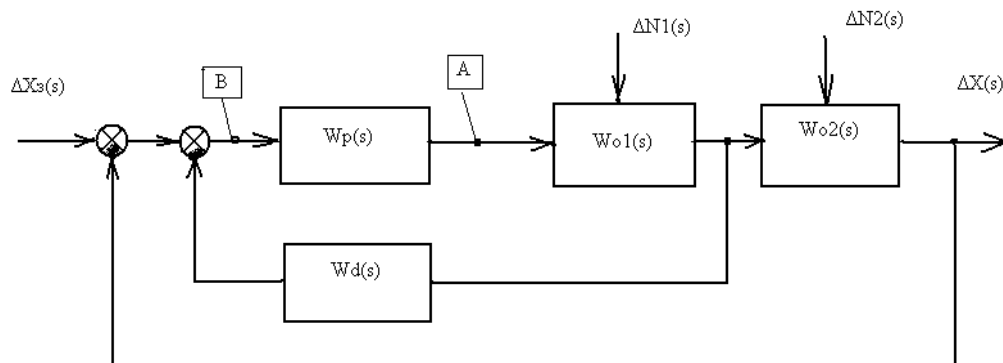 ΔN1(s)
ΔN2(s)
ΔXз(s)
B
A
ΔX(s)
Wp(s)
Wo1(s)
Wo2(s)
Wd(s)